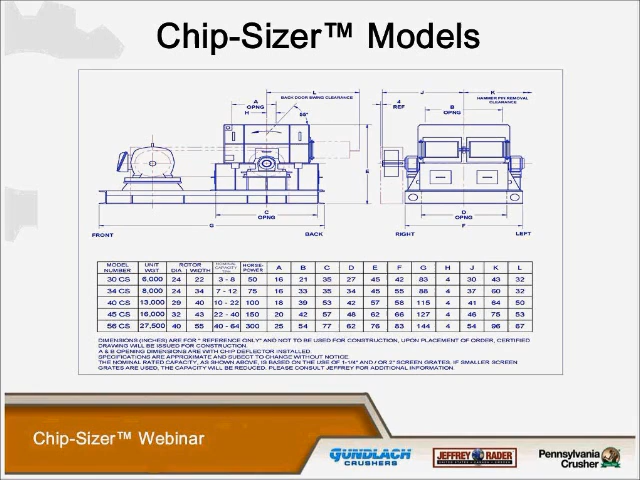 Chip-Sizer™ Models
L
BACK DOOR SWING CLEARANCE
A
OPNG
H
C
OPNG
G
FRONT
BACK
J
K
HAMMER PIN REMOVAL
CLEARANCE
4
REF
B
OPNG
E
D
OPNG
F
RIGHT
LEFT
MODEL NUMBER UNIT WGT ROTOR DIA WIDTH NOMINAL CAPACITY HORSE-POWER A B C D E F G H J K L
30 CS 6,000 24 22 3 - 8 50 16 21 35 27 45 42 83 4 30 43 32
34 CS 8,000 24 34 7 - 12 75 16 33 35 34 45 55 88 4 37 60 32
40 CS 13,000 29 40 10 - 22 100 18 39 53 42 57 58 115 4 41 64 50
45 CS 16,000 32 43 22 - 40 150 20 42 57 48 62 66 127 4 46 75 53
56 CS 27,500 40 55 40 - 64 300 25 54 77 62 76 83 144 4 54 96 67
DIMENSIONS (INCHES) ARE FOR " REFERENCE ONLY" AND NOT TO BE USED FOR CONSTRUCTION, UPON PLACEMENT OF ORDER, CERTIFIED
DRAWING WILL BE ISSUED FOR CONSTRUCTION.
A & B OPENING DIMENSIONS ARE WITH CHIP DEFLECTOR INSTALLED.
SPECIFICATIONS ARE APPROXIMATE AND SUBJECT TO CHANGE WITHOUT NOTICE.
THE NOMINAL RATED CAPACITY, AS SHOWN ABOVE, IS BASED ON THE USE OF 1-1/4" AND / OR 2" SCREEN GRATES. IF SMALLER SCREEN
GRATES ARE USED, THE CAPACITY WILL BE REDUCED. PLEASE CONSULT JEFFREY FOR ADDITIONAL INFORMATION.
Chip-Sizer™ Webinar
GUNDLACH
CRUSHERS
JEFFREY RADER
Pennsylvania
Crusher